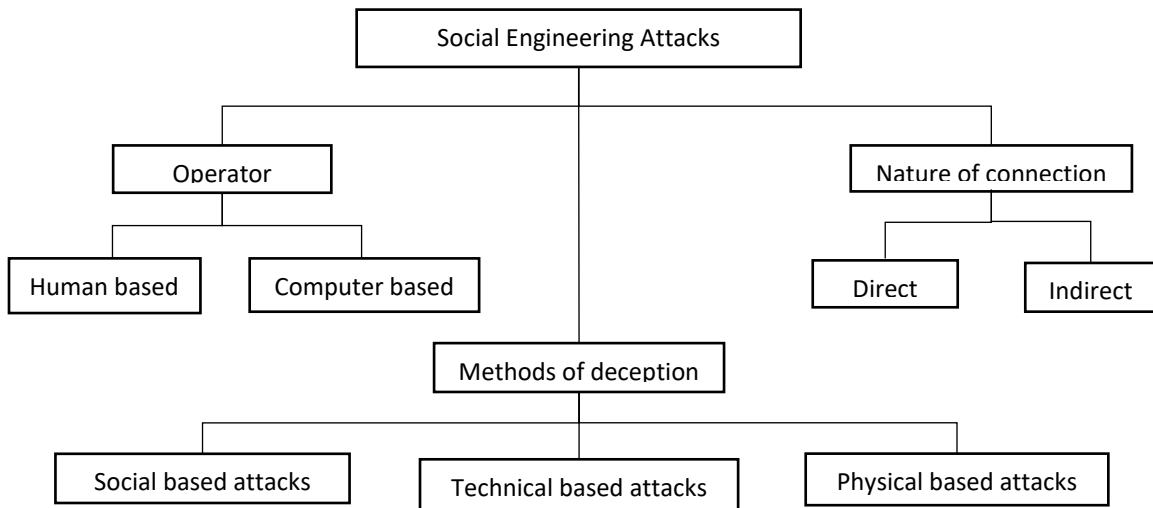 Social Engineering Attacks
Operator
Nature of connection
Human based
Computer based
Direct
Indirect
Methods of deception
Social based attacks
Technical based attacks
Physical based attacks